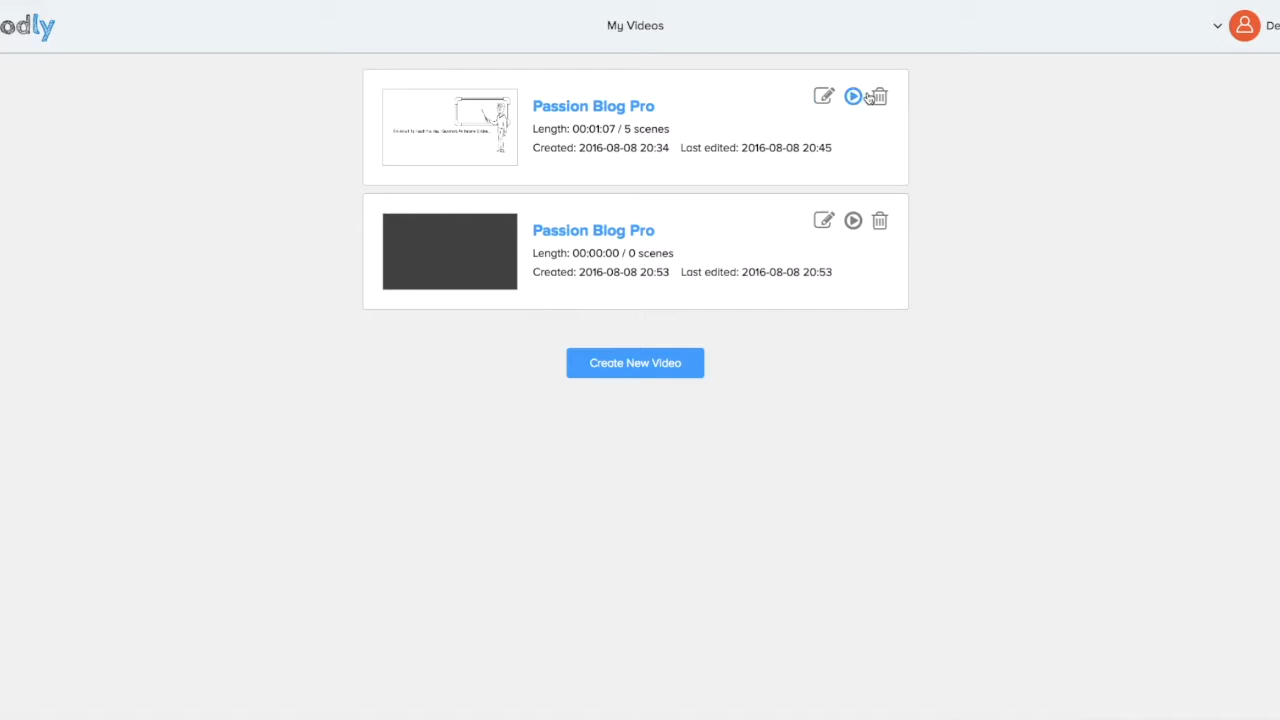 odly
My Videos
De
Passion Blog Pro
Length: 00:01:07 / 5 scenes
Created: 2016-08-08 20:34 Last edited: 2016-08-08 20:45
Passion Blog Pro
Length: 00:00:00 / 0 scenes
Created: 2016-08-08 20:53 Last edited: 2016-08-08 20:53
Create New Video